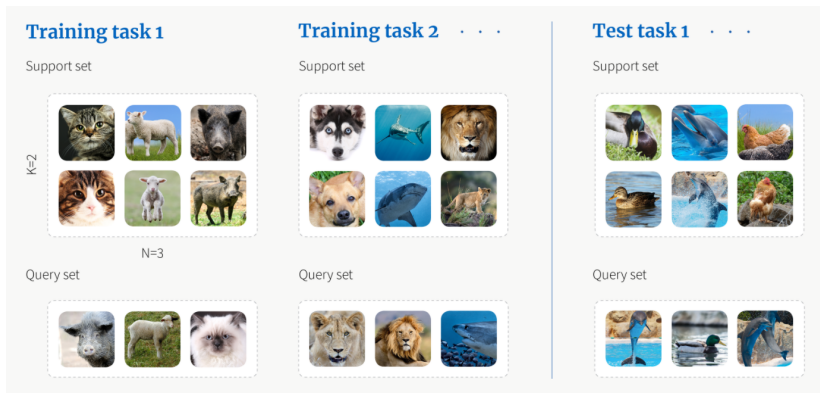 Training task 1
Support set
K=2
N=3
Query set
Training task 2 . . .
Support set
Query set
Test task 1 . . .
Support set
Query set